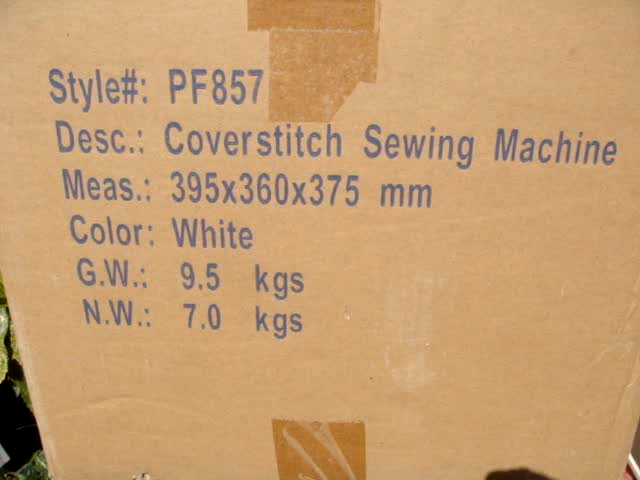 Style#: PF857
Desc.: Coverstitch Sewing Machine
Meas.: 395x360x375 mm
Color: White
G.W.: 9.5 kgs
N.W.: 7.0 kgs